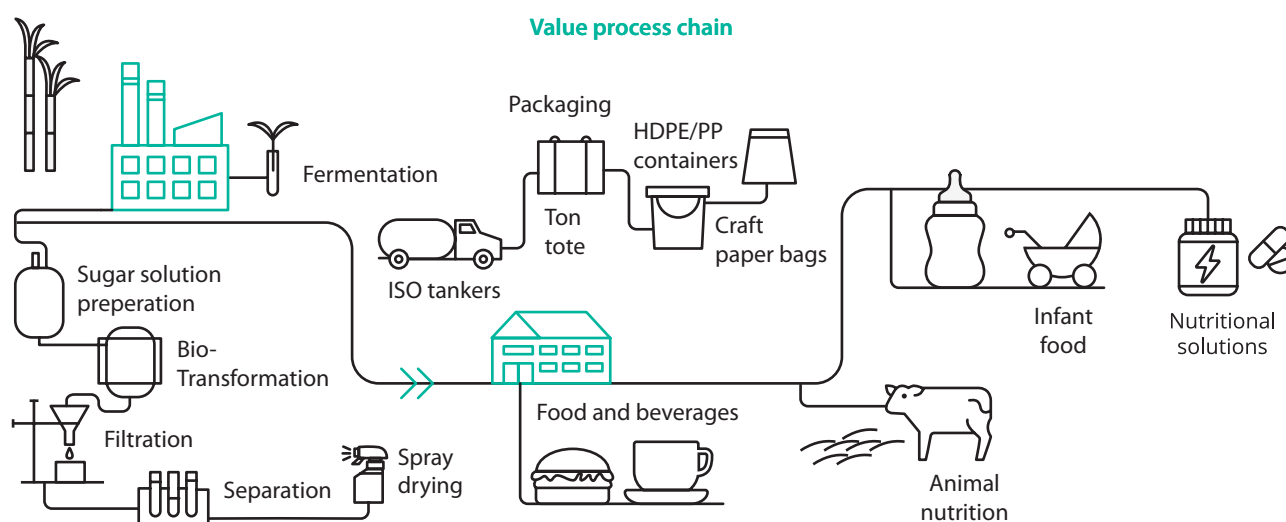 Value process chain
Packaging
HDPE/PP
containers
Fermentation
Ton
tote
Craft
paper bags
Sugar solution
preperation
ISO tankers
Infant
food
Nutritional
solutions
Bio-
Transformation
Food and beverages
Filtration
Spray
drying
Separation
Animal
nutrition